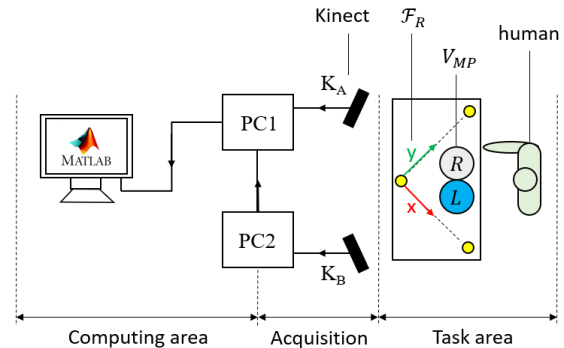 Kinect
ℱ_R
human
V_MP
K_A
PC1
MATLAB
y
R
L
x
PC2
K_B
Computing area
Acquisition
Task area